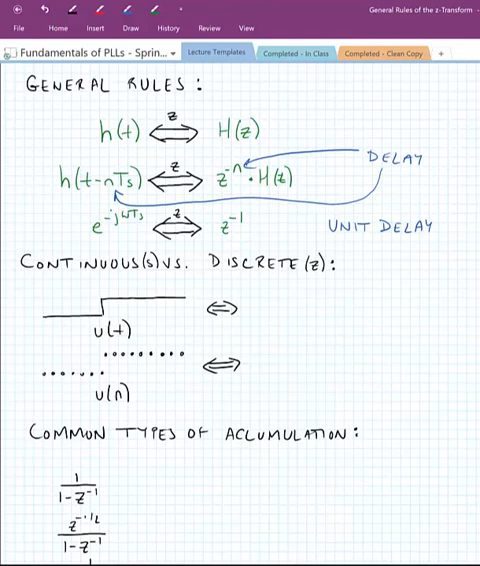 General Rules of the z-Transform -
File Home Insert Draw History Review View
Fundamentals of PLLs - Sprin... Lecture Templates Completed - In Class Completed - Clean Copy +
GENERAL RULES :
h(t) ⟺ z H(z)
h(t-nTs) ⟺ z z^-n · H(z) DELAY
e^-jωTs ⟺ z z^-1 UNIT DELAY
CONTINUOUS(s) VS. DISCRETE (z) :
⟺
u(t)
⟺
u(n)
COMMON TYPES OF ACCUMULATION :
1
1-z^-1
z^-1/2
1-z^-1